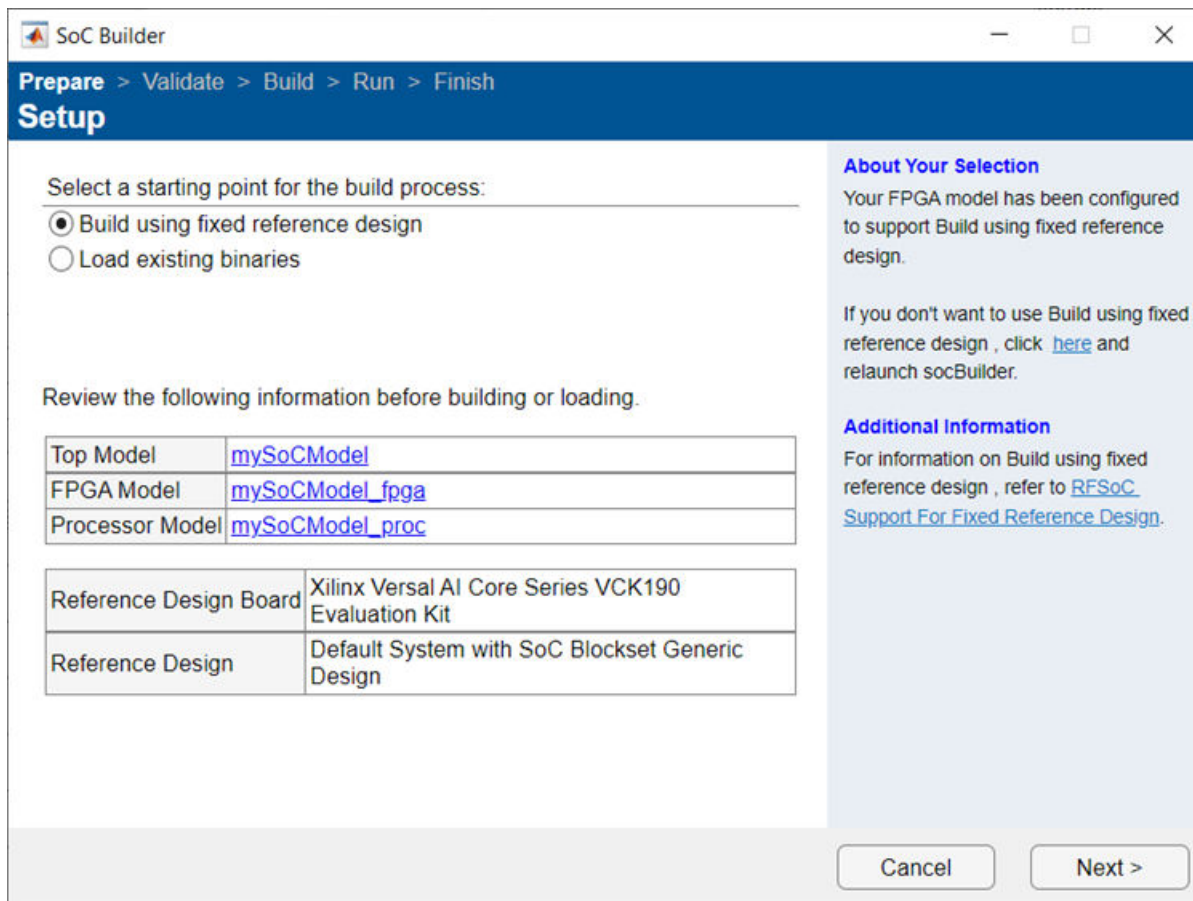 SoC Builder
Prepare > Validate > Build > Run > Finish
Setup
Select a starting point for the build process:
Build using fixed reference design
Load existing binaries
Review the following information before building or loading.
Top Model mySoCModel
FPGA Model mySoCModel_fpga
Processor Model mySoCModel_proc
Reference Design Board Xilinx Versal AI Core Series VCK190
Evaluation Kit
Reference Design Default System with SoC Blockset Generic
Design
About Your Selection
Your FPGA model has been configured
to support Build using fixed reference
design.
If you don't want to use Build using fixed
reference design , click here and
relaunch socBuilder.
Additional Information
For information on Build using fixed
reference design , refer to RFSoC
Support For Fixed Reference Design.
Cancel
Next >